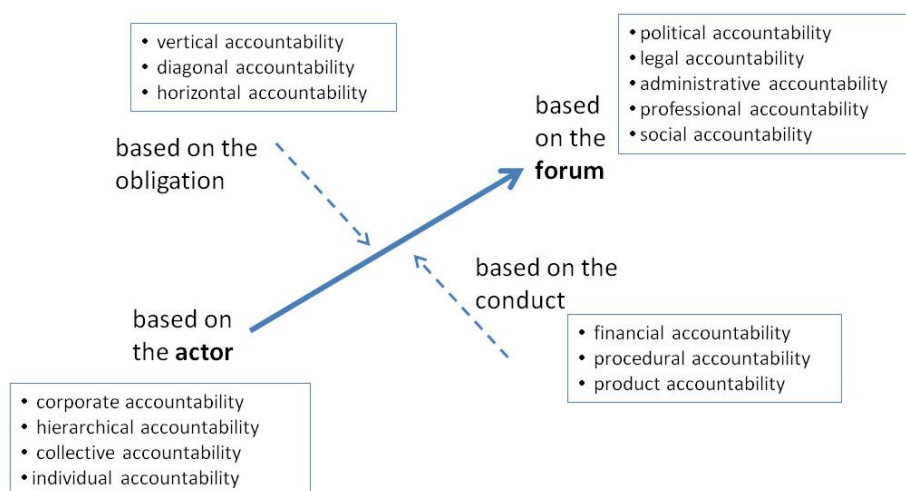 • vertical accountability
• diagonal accountability
• horizontal accountability
based on the
obligation
• political accountability
• legal accountability
• administrative accountability
• professional accountability
• social accountability
based
on the
forum
based on the
conduct
• financial accountability
• procedural accountability
• product accountability
based on
the actor
• corporate accountability
• hierarchical accountability
• collective accountability
• individual accountability